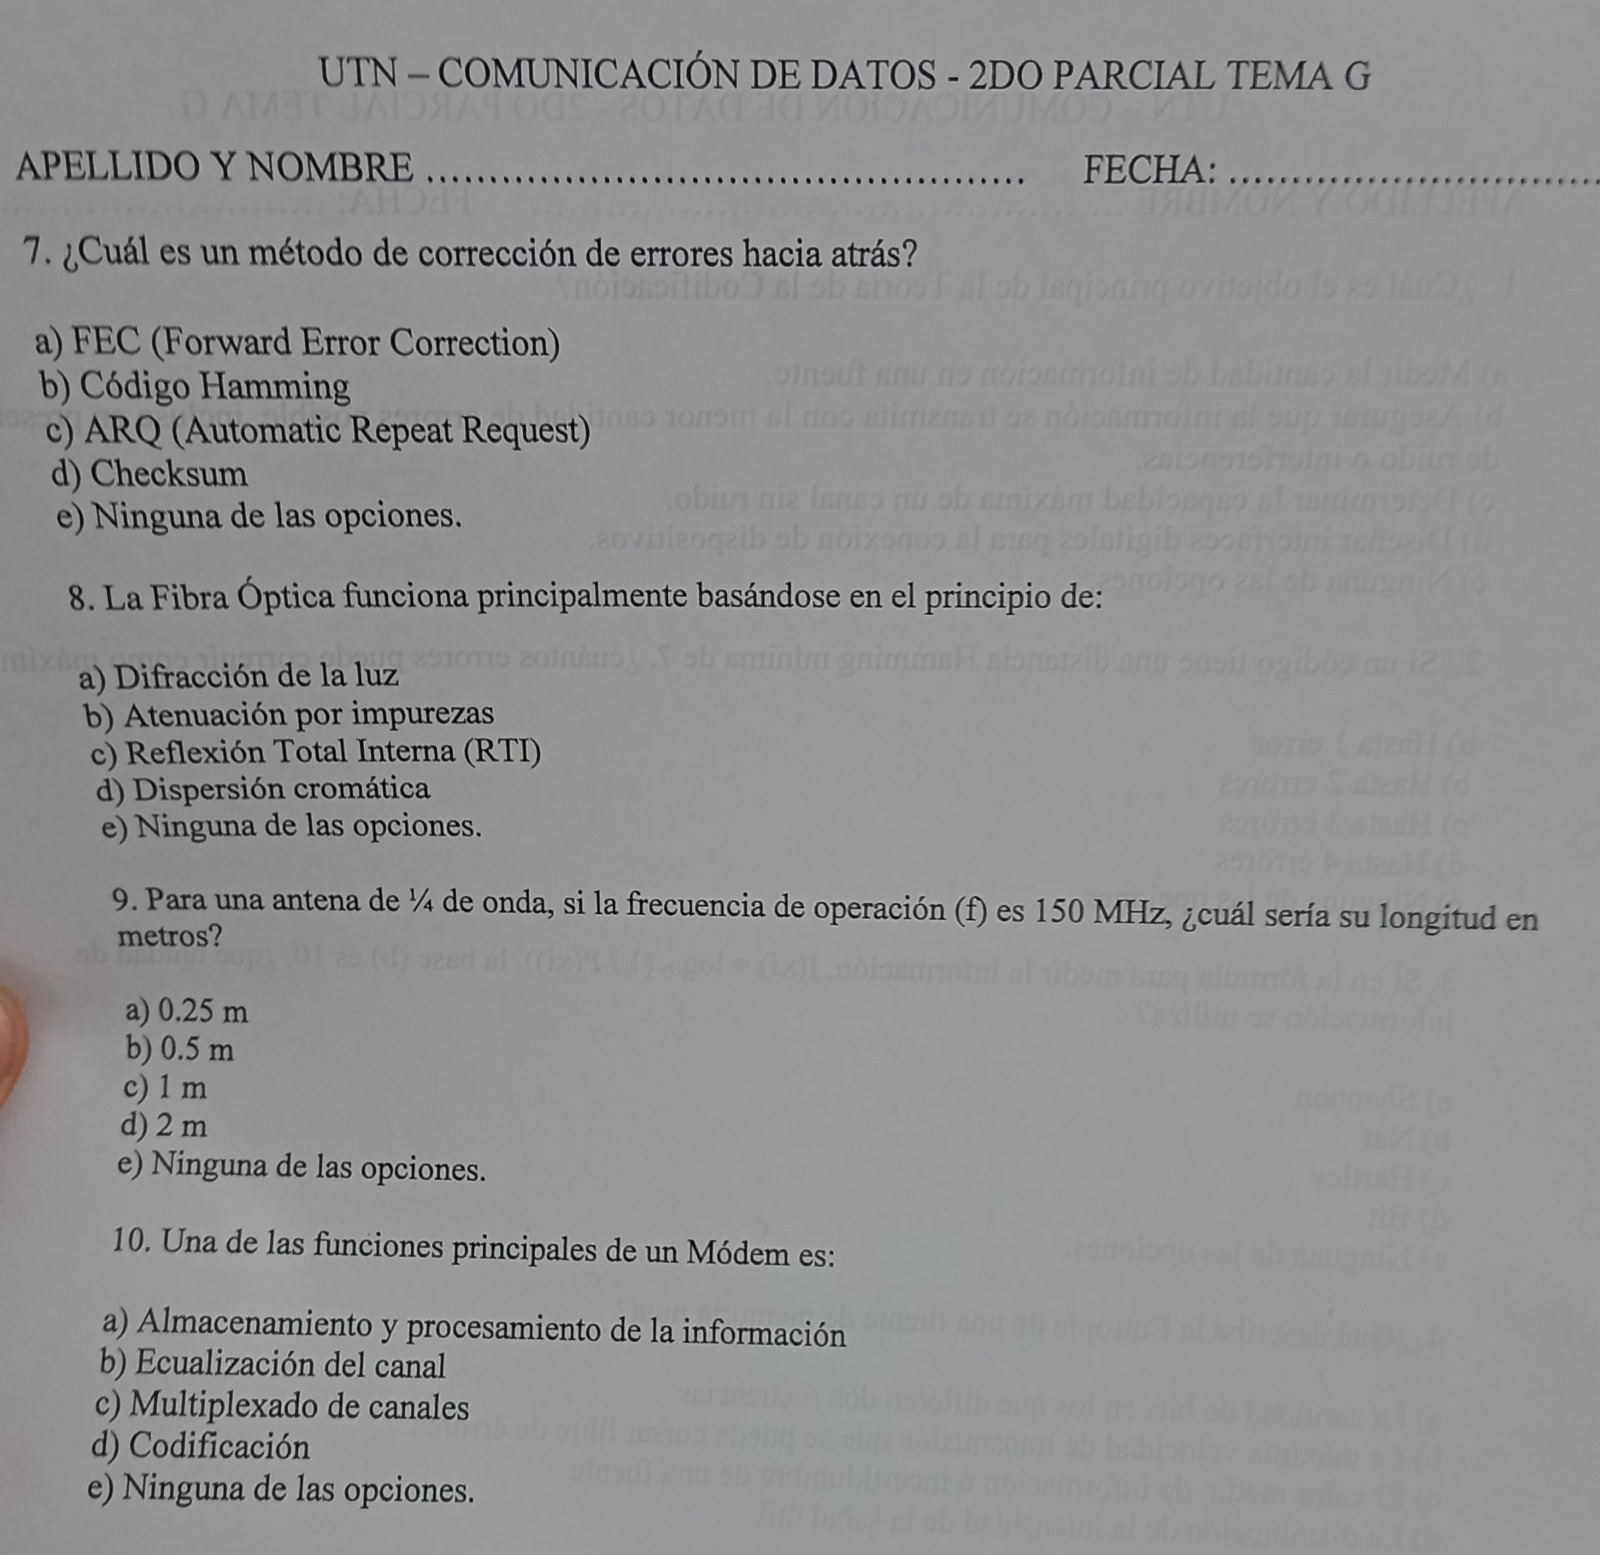 UTN – COMUNICACIÓN DE DATOS - 2DO PARCIAL TEMA G
APELLIDO Y NOMBRE ................................................ FECHA: ..............................
7. ¿Cuál es un método de corrección de errores hacia atrás?
a) FEC (Forward Error Correction)
b) Código Hamming
c) ARQ (Automatic Repeat Request)
d) Checksum
e) Ninguna de las opciones.
8. La Fibra Óptica funciona principalmente basándose en el principio de:
a) Difracción de la luz
b) Atenuación por impurezas
c) Reflexión Total Interna (RTI)
d) Dispersión cromática
e) Ninguna de las opciones.
9. Para una antena de ¼ de onda, si la frecuencia de operación (f) es 150 MHz, ¿cuál sería su longitud en
metros?
a) 0.25 m
b) 0.5 m
c) 1 m
d) 2 m
e) Ninguna de las opciones.
10. Una de las funciones principales de un Módem es:
a) Almacenamiento y procesamiento de la información
b) Ecualización del canal
c) Multiplexado de canales
d) Codificación
e) Ninguna de las opciones.